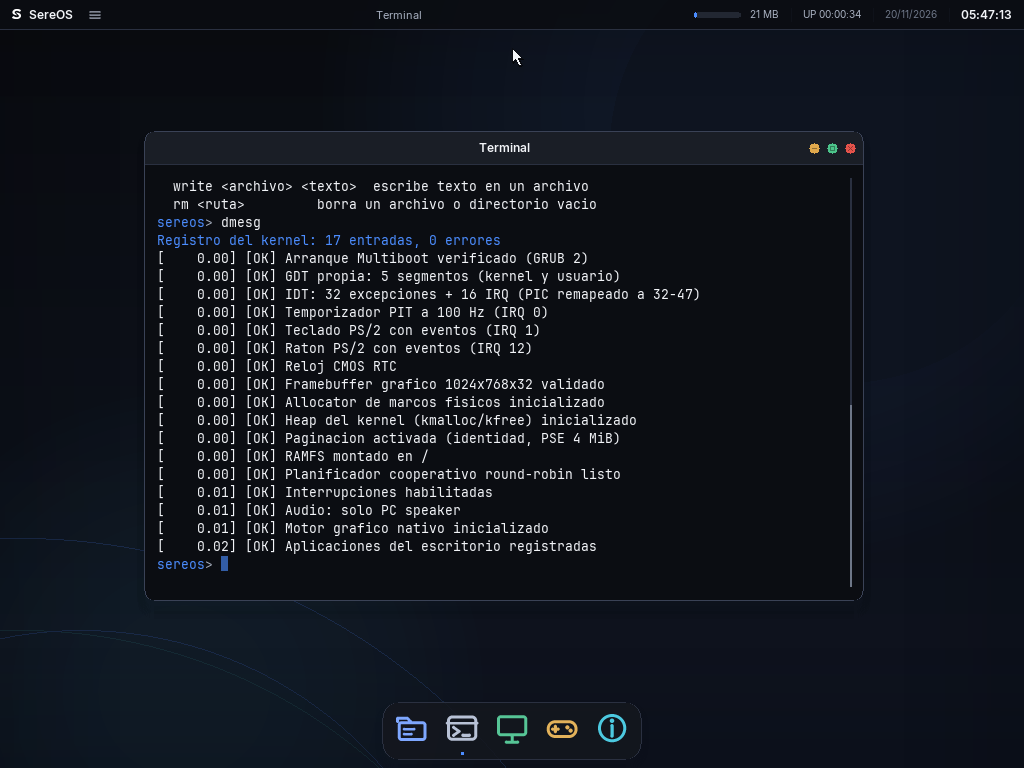 SereOS
Terminal
21 MB
UP 00:00:34
20/11/2026
05:47:13
Terminal
write <archivo> <texto>  escribe texto en un archivo
rm <ruta>         borra un archivo o directorio vacio
sereos> dmesg
Registro del kernel: 17 entradas, 0 errores
[    0.00] [OK] Arranque Multiboot verificado (GRUB 2)
[    0.00] [OK] GDT propia: 5 segmentos (kernel y usuario)
[    0.00] [OK] IDT: 32 excepciones + 16 IRQ (PIC remapeado a 32-47)
[    0.00] [OK] Temporizador PIT a 100 Hz (IRQ 0)
[    0.00] [OK] Teclado PS/2 con eventos (IRQ 1)
[    0.00] [OK] Raton PS/2 con eventos (IRQ 12)
[    0.00] [OK] Reloj CMOS RTC
[    0.00] [OK] Framebuffer grafico 1024x768x32 validado
[    0.00] [OK] Allocator de marcos fisicos inicializado
[    0.00] [OK] Heap del kernel (kmalloc/kfree) inicializado
[    0.00] [OK] Paginacion activada (identidad, PSE 4 MiB)
[    0.00] [OK] RAMFS montado en /
[    0.00] [OK] Planificador cooperativo round-robin listo
[    0.01] [OK] Interrupciones habilitadas
[    0.01] [OK] Audio: solo PC speaker
[    0.01] [OK] Motor grafico nativo inicializado
[    0.02] [OK] Aplicaciones del escritorio registradas
sereos>